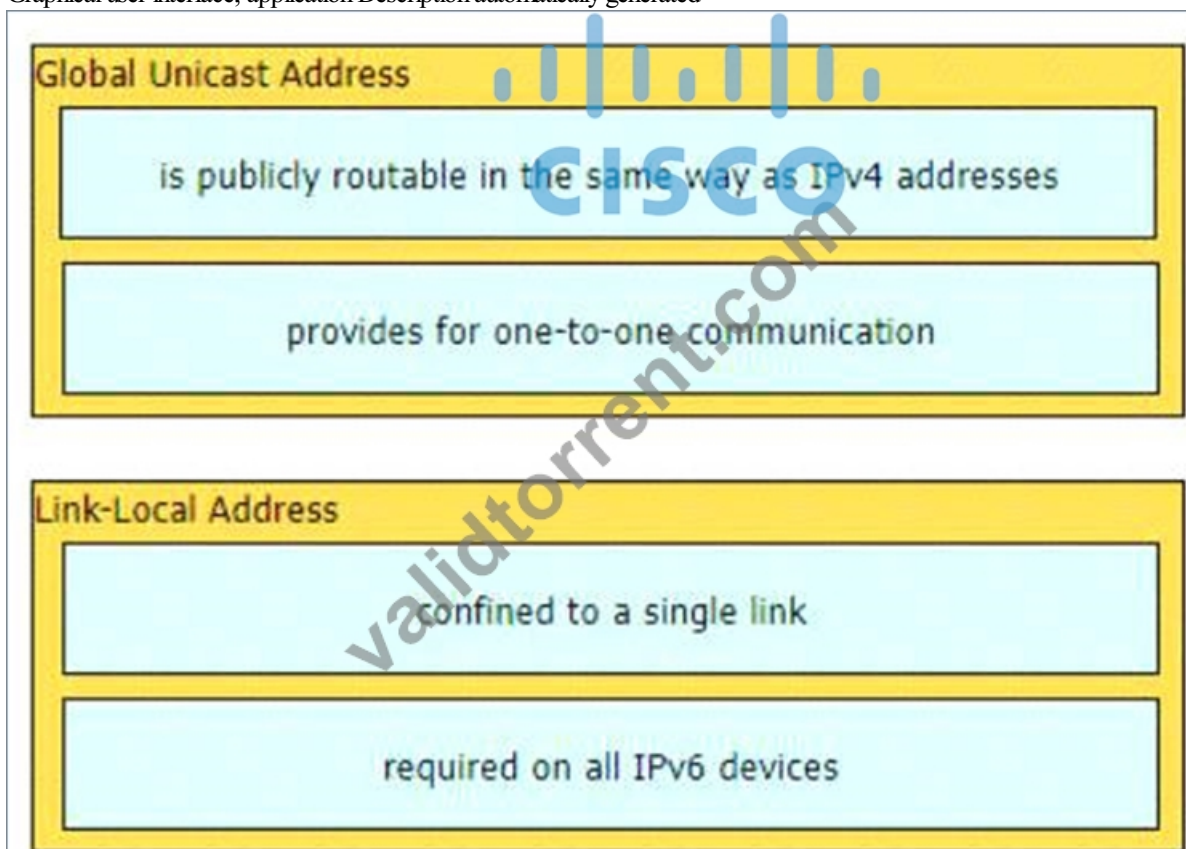 Graphical user interface, application Description automatically generated
Global Unicast Address
CISCO
is publicly routable in the same way as IPv4 addresses
provides for one-to-one communication
validtorrent.com
Link-Local Address
confined to a single link
required on all IPv6 devices